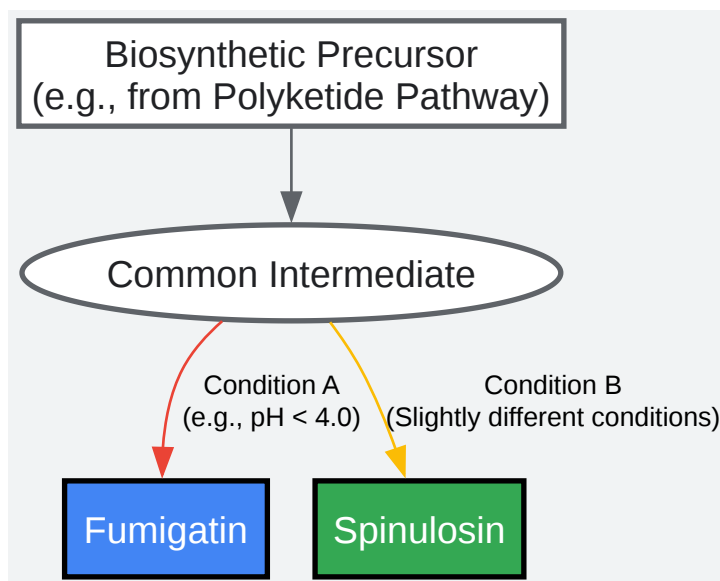 Biosynthetic Precursor
(e.g., from Polyketide Pathway)
Common Intermediate
Condition A
(e.g., pH < 4.0)
Condition B
(Slightly different conditions)
Fumigatin
Spinulosin